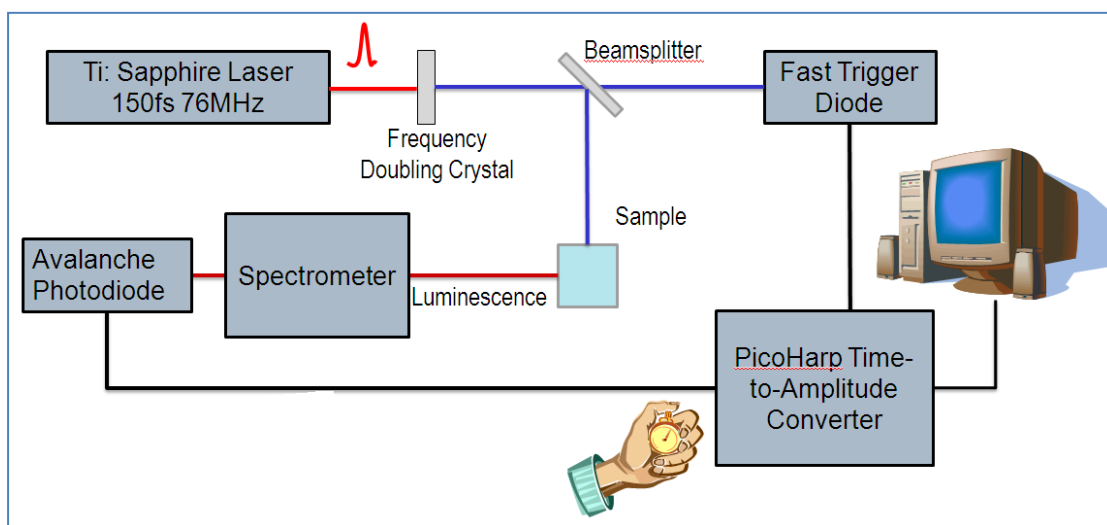 Ti: Sapphire Laser
150fs 76MHz
Frequency
Doubling Crystal
Beamsplitter
Fast Trigger
Diode
Sample
Avalanche
Photodiode
Spectrometer
Luminescence
PicoHarp Time-
to-Amplitude
Converter